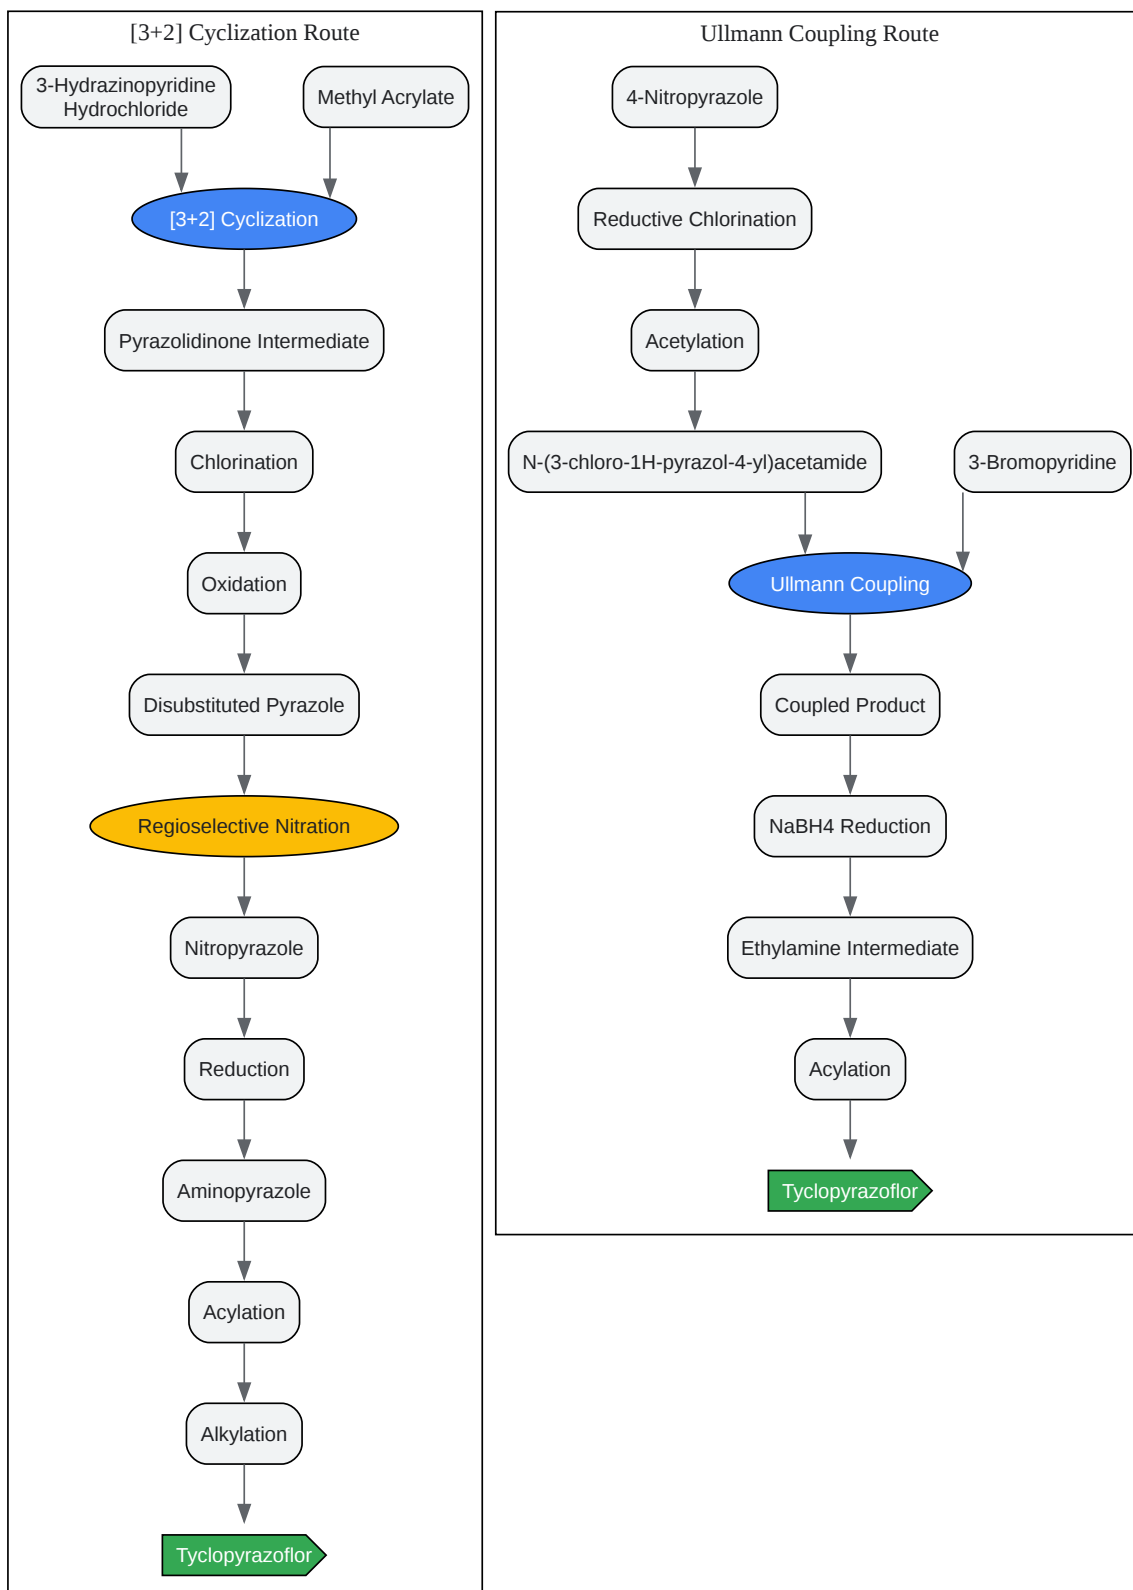 [3+2] Cyclization Route
3-Hydrazinopyridine
Hydrochloride
Methyl Acrylate
[3+2] Cyclization
Pyrazolidinone Intermediate
Chlorination
Oxidation
Disubstituted Pyrazole
Regioselective Nitration
Nitropyrazole
Reduction
Aminopyrazole
Acylation
Alkylation
Tyclopyrazoflor
Ullmann Coupling Route
4-Nitropyrazole
Reductive Chlorination
Acetylation
N-(3-chloro-1H-pyrazol-4-yl)acetamide
3-Bromopyridine
Ullmann Coupling
Coupled Product
NaBH4 Reduction
Ethylamine Intermediate
Acylation
Tyclopyrazoflor